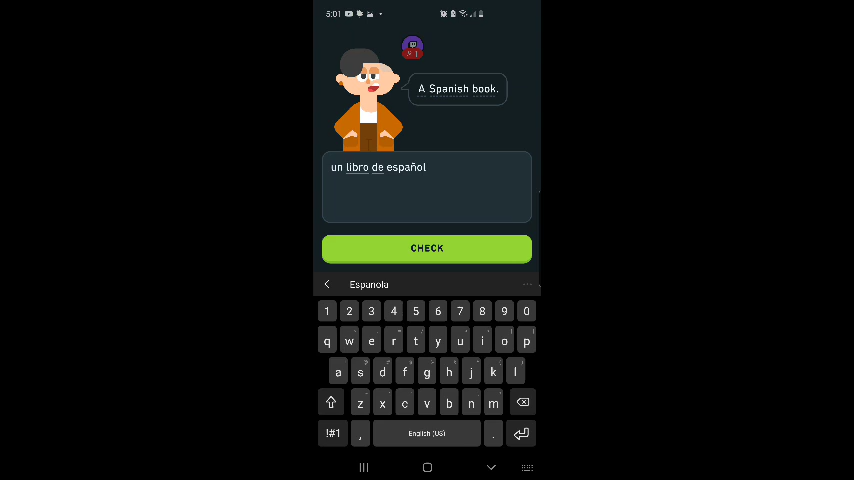 5:01
A Spanish book.
un libro de español
CHECK
Espanola
1 2 3 4 5 6 7 8 9 0
q w e r t y u i o p
a s d f g h j k l
z x c v b n m
!#1 , English (US) .